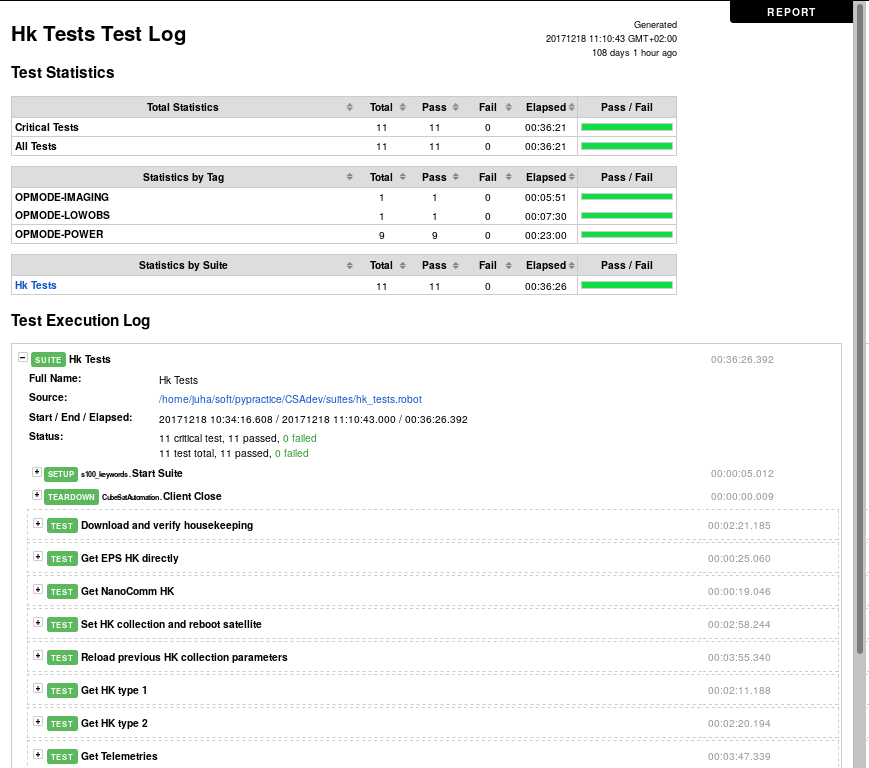 REPORT
Hk Tests Test Log
Generated
20171218 11:10:43 GMT+02:00
108 days 1 hour ago
Test Statistics
Total Statistics Total Pass Fail Elapsed Pass / Fail
Critical Tests 11 11 0 00:36:21
All Tests 11 11 0 00:36:21
Statistics by Tag Total Pass Fail Elapsed Pass / Fail
OPMODE-IMAGING 1 1 0 00:05:51
OPMODE-LOWOBS 1 1 0 00:07:30
OPMODE-POWER 9 9 0 00:23:00
Statistics by Suite Total Pass Fail Elapsed Pass / Fail
Hk Tests 11 11 0 00:36:26
Test Execution Log
SUITE Hk Tests 00:36:26.392
Full Name: Hk Tests
Source: /home/juha/soft/pypractice/CSAdev/suites/hk_tests.robot
Start / End / Elapsed: 20171218 10:34:16.608 / 20171218 11:10:43.000 / 00:36:26.392
Status: 11 critical test, 11 passed, 0 failed
11 test total, 11 passed, 0 failed
SETUP s100_keywords.Start Suite 00:00:05.012
TEARDOWN CubeSatAutomation.Client Close 00:00:00.009
TEST Download and verify housekeeping 00:02:21.185
TEST Get EPS HK directly 00:00:25.060
TEST Get NanoComm HK 00:00:19.046
TEST Set HK collection and reboot satellite 00:02:58.244
TEST Reload previous HK collection parameters 00:03:55.340
TEST Get HK type 1 00:02:11.188
TEST Get HK type 2 00:02:20.194
TEST Get Telemetries 00:03:47.339